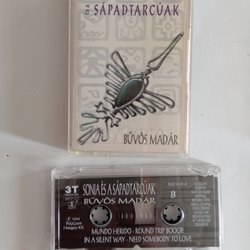 SÁPADTARCÚAK
BŰVÖS MADÁR
3T
SONIA ÉS A SÁPADTARCÚAK
BŰVÖS MADÁR
B
MUNDO HERIDO · ROUND TRIP BOOGIE
IN A SILENT WAY · NEED SOMEBODY TO LOVE